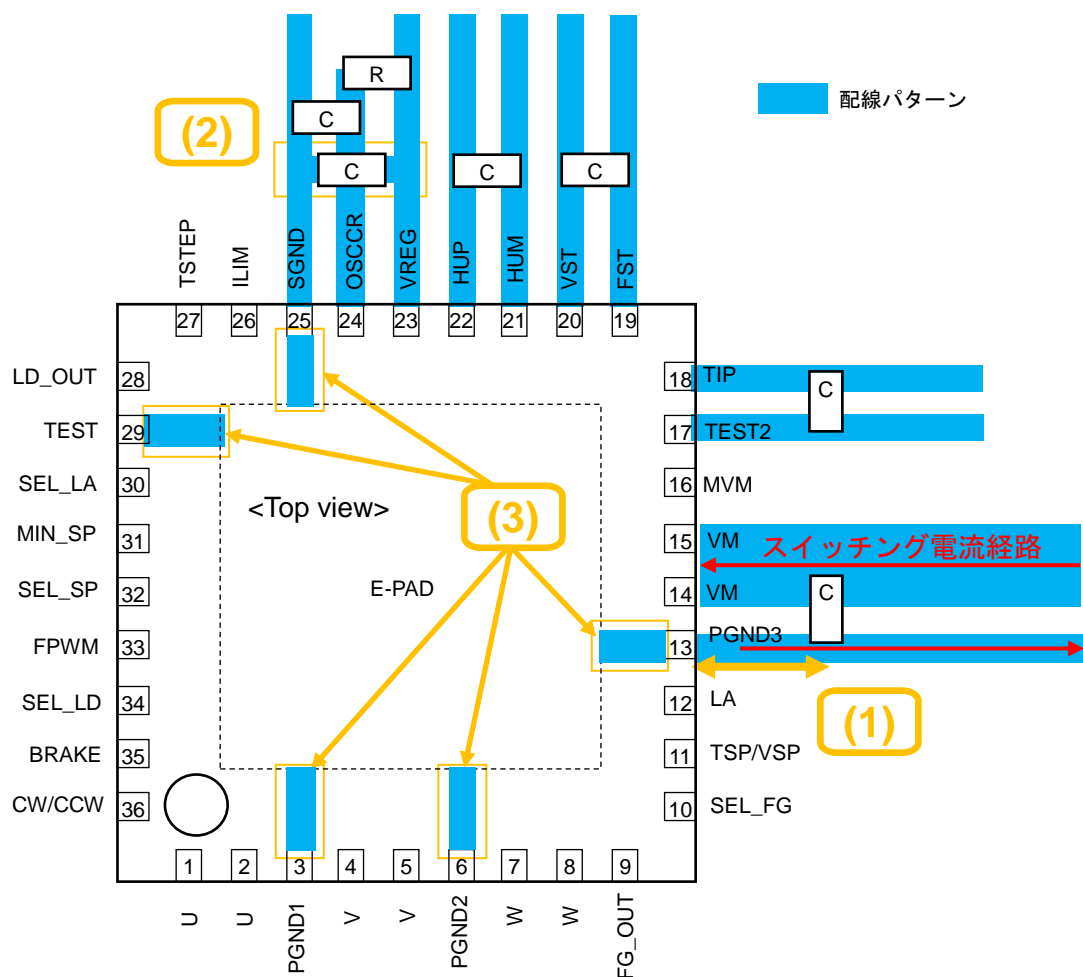 R
C
(2)
C
C
C
配線パターン
TSTEP
ILIM
SGND
OSCCR
VREG
HUP
HUM
VST
FST
27
26
25
24
23
22
21
20
19
LD_OUT
28
TEST
29
SEL_LA
30
MIN_SP
31
SEL_SP
32
FPWM
33
SEL_LD
34
BRAKE
35
CW/CCW
36
<Top view>
(3)
E-PAD
18
TIP
C
17
TEST2
16
MVM
15
VM
スイッチング電流経路
14
VM
C
13
PGND3
12
LA
(1)
11
TSP/VSP
10
SEL_FG
1
2
3
4
5
6
7
8
9
U
U
PGND1
V
V
PGND2
W
W
FG_OUT